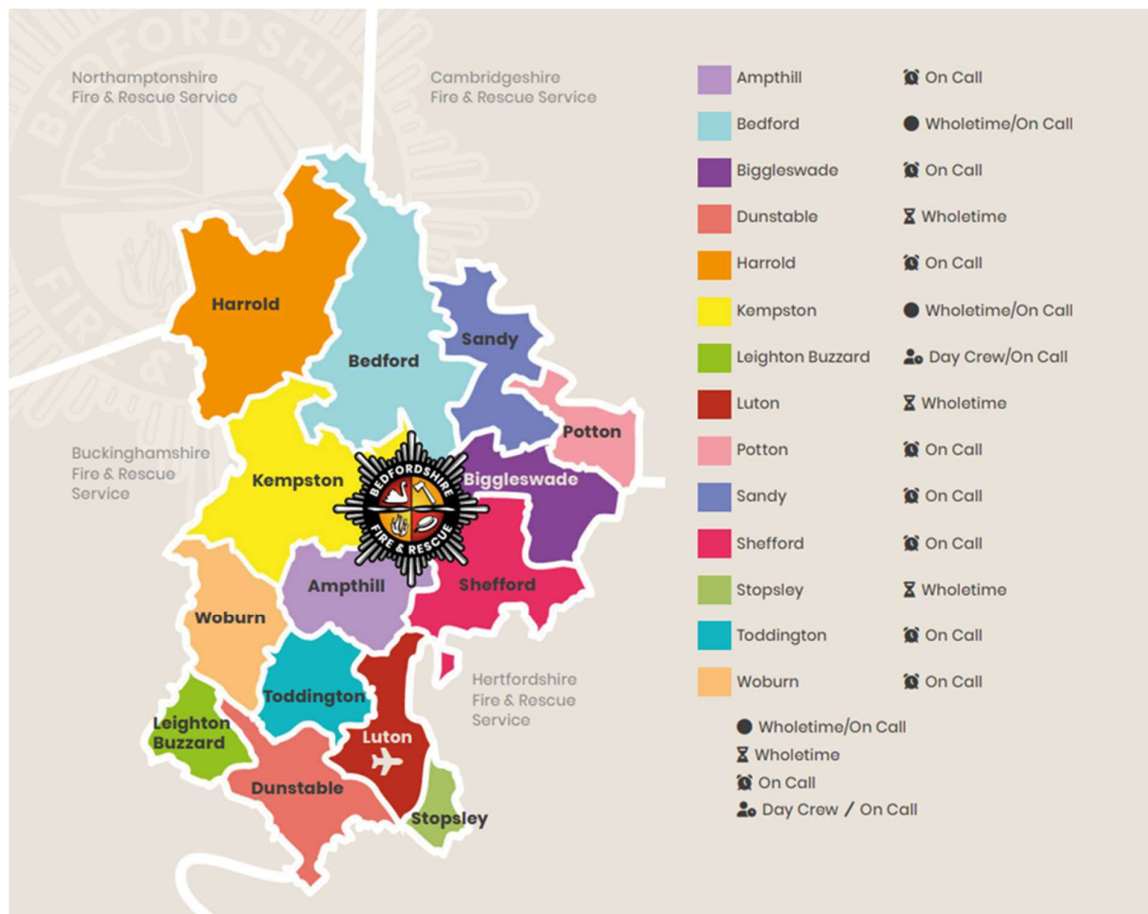 Northamptonshire
Fire & Rescue Service
Cambridgeshire
Fire & Rescue Service
BEDFORDSHIRE
FIRE &
Harrold
Sandy
Bedford
Potton
Buckinghamshire
Fire & Rescue
Service
Kempston
Biggleswade
BEDFORDSHIRE
FIRE & RESCUE
Ampthill
Shefford
Woburn
Hertfordshire
Fire & Rescue
Service
Toddington
Leighton
Buzzard
Luton
Dunstable
Stopsley
Ampthill On Call
Bedford Wholetime/On Call
Biggleswade On Call
Dunstable Wholetime
Harrold On Call
Kempston Wholetime/On Call
Leighton Buzzard Day Crew/On Call
Luton Wholetime
Potton On Call
Sandy On Call
Shefford On Call
Stopsley Wholetime
Toddington On Call
Woburn On Call
Wholetime/On Call
Wholetime
On Call
Day Crew / On Call